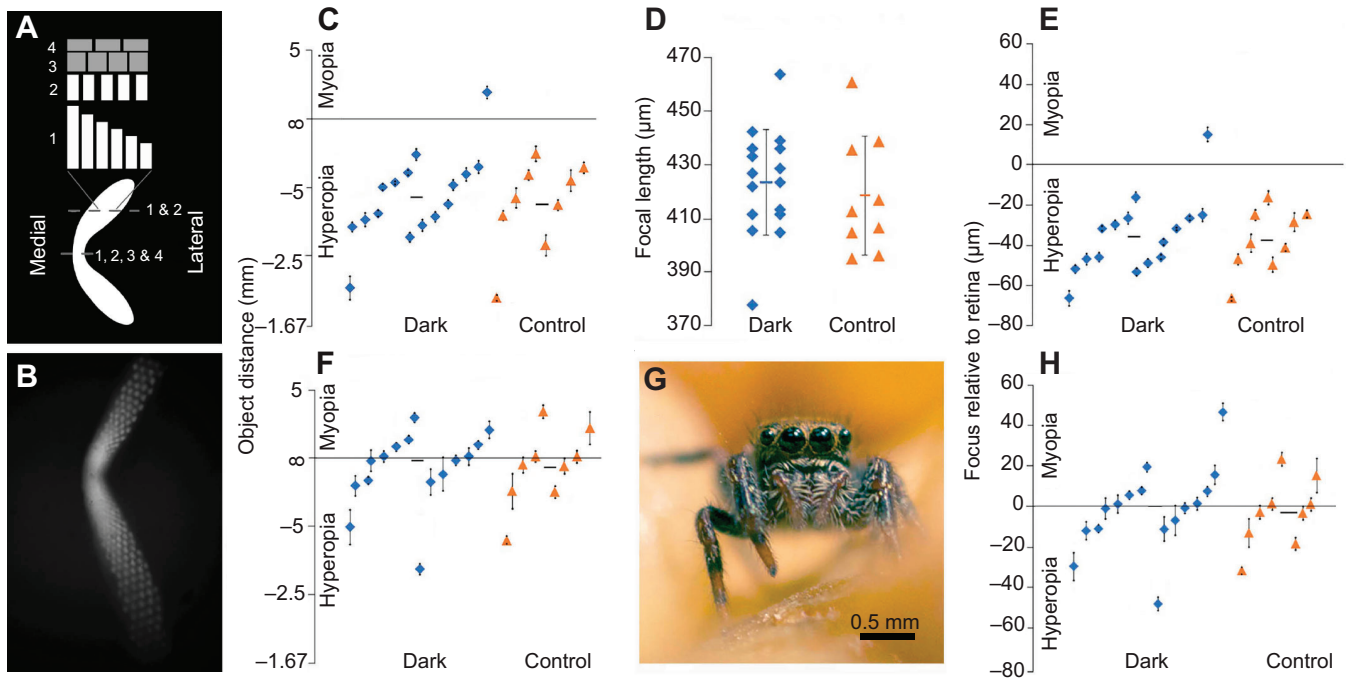 A
4
3
2
1
1 & 2
1, 2, 3 & 4
Medial
Lateral
B
Object distance (mm)
C
5
∞
–5
–2.5
–1.67
Myopia
Hyperopia
Dark
Control
D
Focal length (µm)
470
450
430
410
390
370
Dark
Control
Focus relative to retina (µm)
E
60
40
20
0
–20
–40
–60
–80
Myopia
Hyperopia
Dark
Control
F
5
∞
–5
–2.5
–1.67
Myopia
Hyperopia
Dark
Control
G
0.5 mm
H
60
40
20
0
–20
–40
–60
–80
Myopia
Hyperopia
Dark
Control